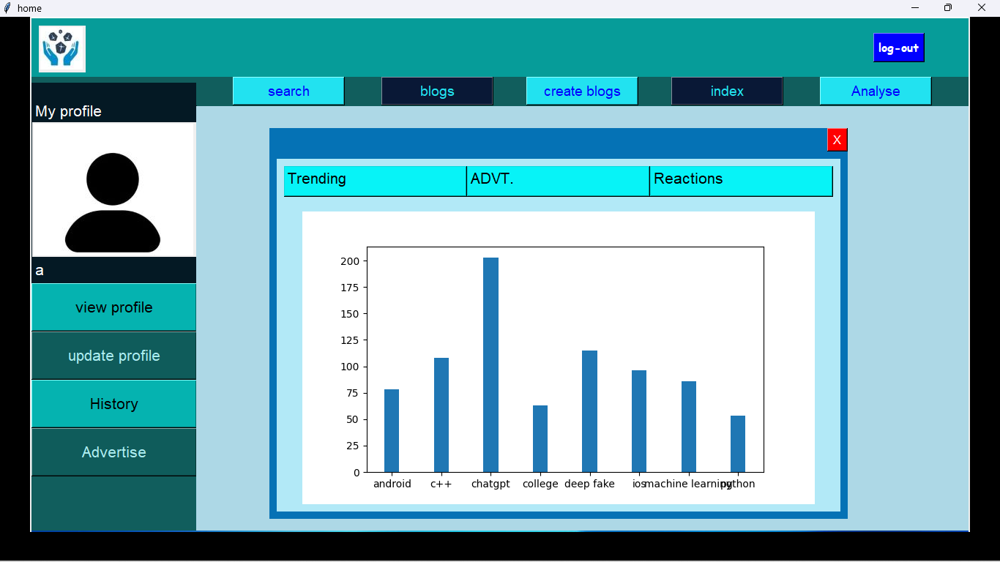 home
log-out
search
blogs
create blogs
index
Analyse
My profile
a
view profile
update profile
History
Advertise
X
Trending
ADVT.
Reactions
200
175
150
125
100
75
50
25
0
android
c++
chatgpt
college
deep fake
ios
machine learning
python